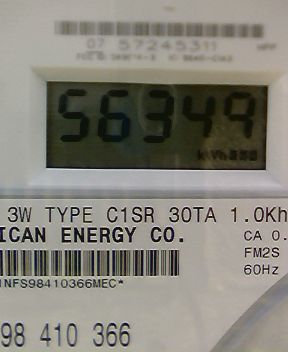 07 57245311
56349
kWh
3W TYPE C1SR 30TA 1.0Kh
ICAN ENERGY CO.
CA 0.
FM2S
60Hz
NFS98410366MEC*
98 410 366